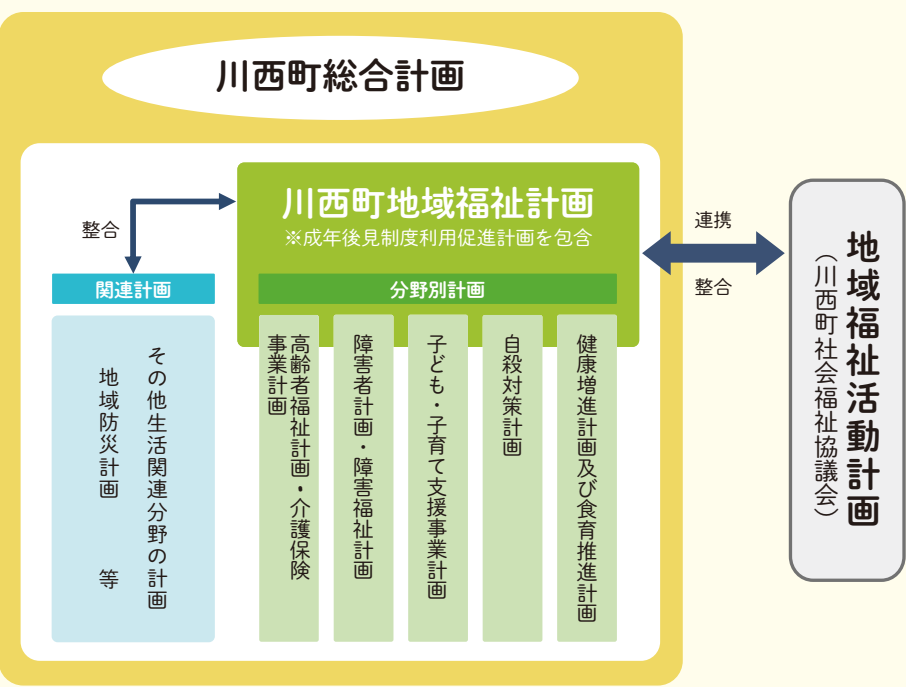 川西町総合計画
川西町地域福祉計画
※成年後見制度利用促進計画を包含
整合
関連計画
その他生活関連分野の計画
地域防災計画　等
分野別計画
高齢者福祉計画・介護保険
事業計画
障害者計画・障害福祉計画
子ども・子育て支援事業計画
自殺対策計画
健康増進計画及び食育推進計画
連携
整合
地域福祉活動計画
（川西町社会福祉協議会）